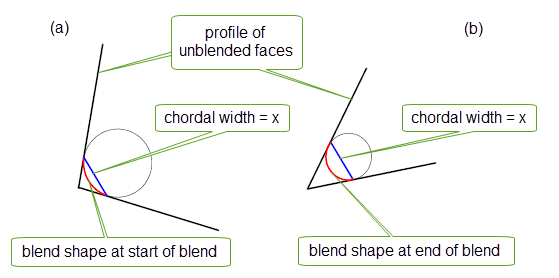 (a)
profile of
unblended faces
(b)
chordal width = x
chordal width = x
blend shape at start of blend
blend shape at end of blend